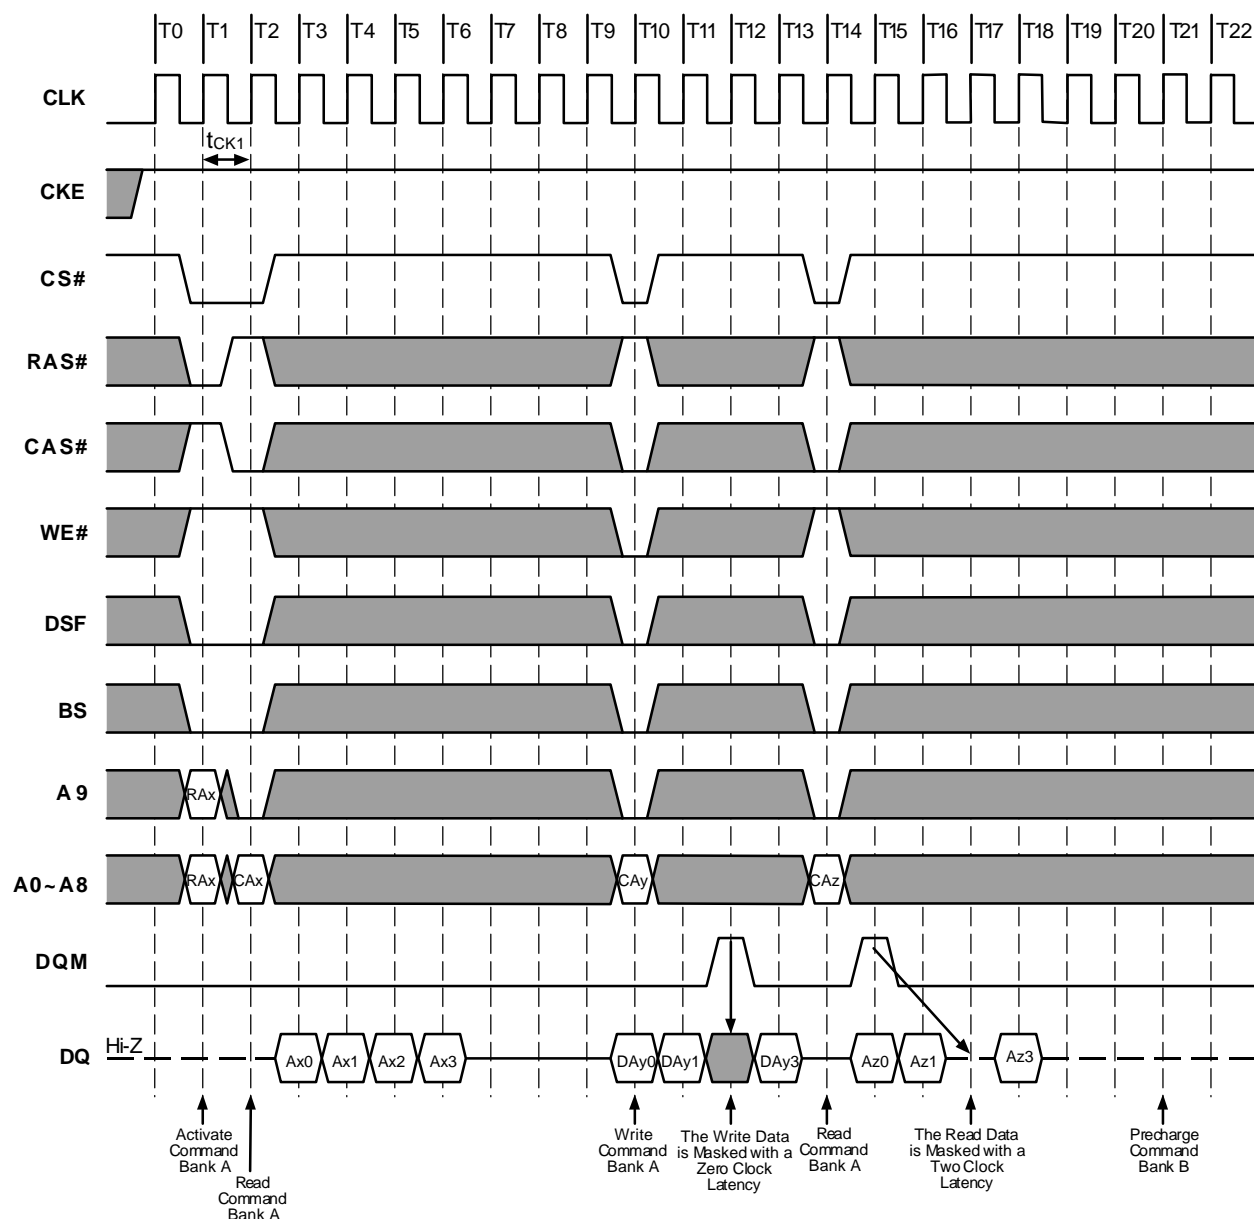 T0 T1 T2 T3 T4 T5 T6 T7 T8 T9 T10 T11 T12 T13 T14 T15 T16 T17 T18 T19 T20 T21 T22
CLK
tCK1
CKE
CS#
RAS#
CAS#
WE#
DSF
BS
A9
RAx
A0~A8
RAx CAx CAy CAz
DQM
DQ
Hi-Z
Ax0 Ax1 Ax2 Ax3 DAy0 DAy1 DAy3 Az0 Az1 Az3
Activate
Command
Bank A
Read
Command
Bank A
Write
Command
Bank A
The Write Data
is Masked with a
Zero Clock
Latency
Read
Command
Bank A
The Read Data
is Masked with a
Two Clock
Latency
Precharge
Command
Bank B